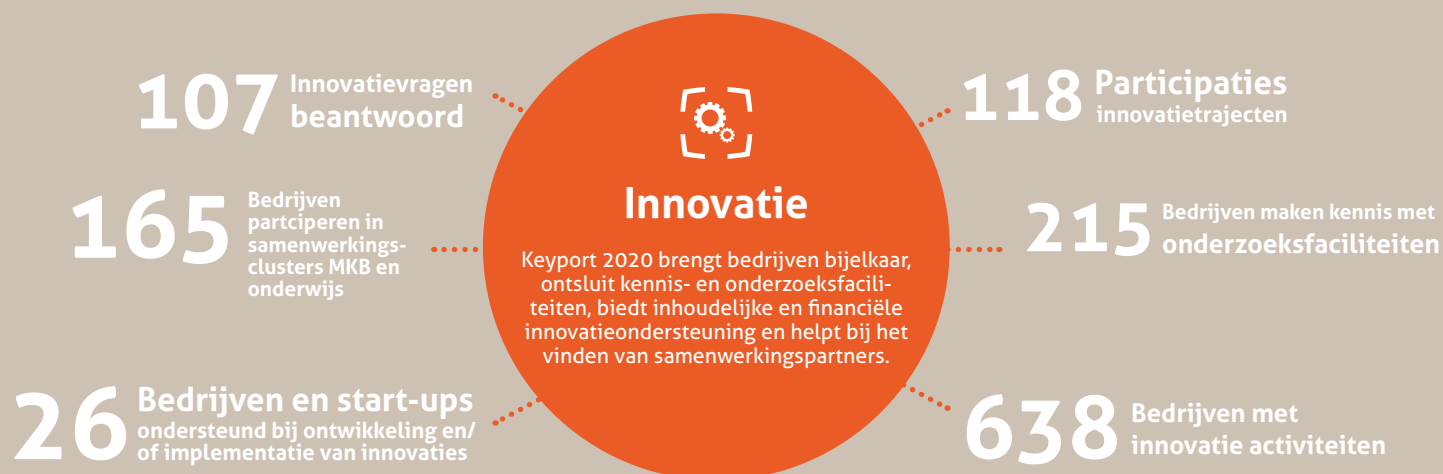 107 Innovatievragen
beantwoord
165 Bedrijven
partciperen in
samenwerkings-
clusters MKB en
onderwijs
26 Bedrijven en start-ups
ondersteund bij ontwikkeling en/
of implementatie van innovaties
Innovatie
Keyport 2020 brengt bedrijven bijelkaar,
ontsluit kennis- en onderzoeksfacili-
teiten, biedt inhoudelijke en financiële
innovatieondersteuning en helpt bij het
vinden van samenwerkingspartners.
118 Participaties
innovatietrajecten
215 Bedrijven maken kennis met
onderzoeksfaciliteiten
638 Bedrijven met
innovatie activiteiten